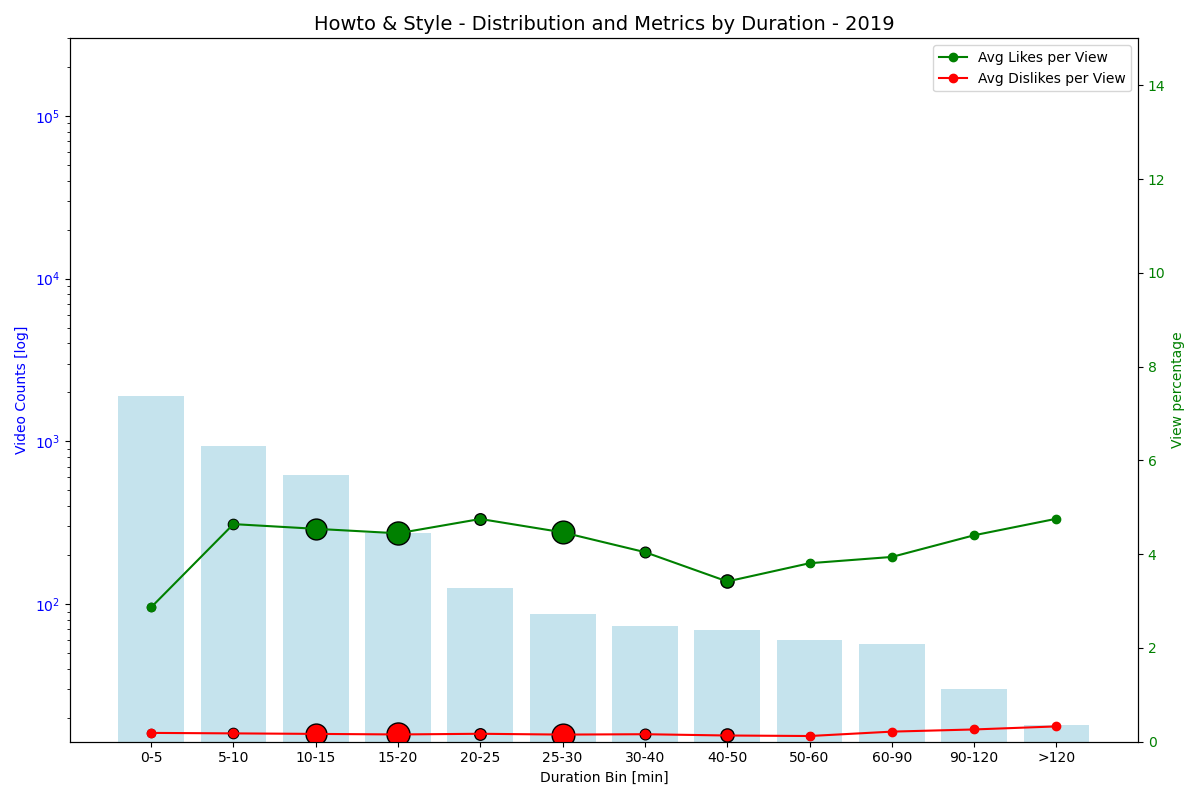 Howto & Style - Distribution and Metrics by Duration - 2019
Avg Likes per View
Avg Dislikes per View
Video Counts [log]
10^5
10^4
10^3
10^2
14
12
10
8
6
4
2
0
View percentage
0-5 5-10 10-15 15-20 20-25 25-30 30-40 40-50 50-60 60-90 90-120 >120
Duration Bin [min]